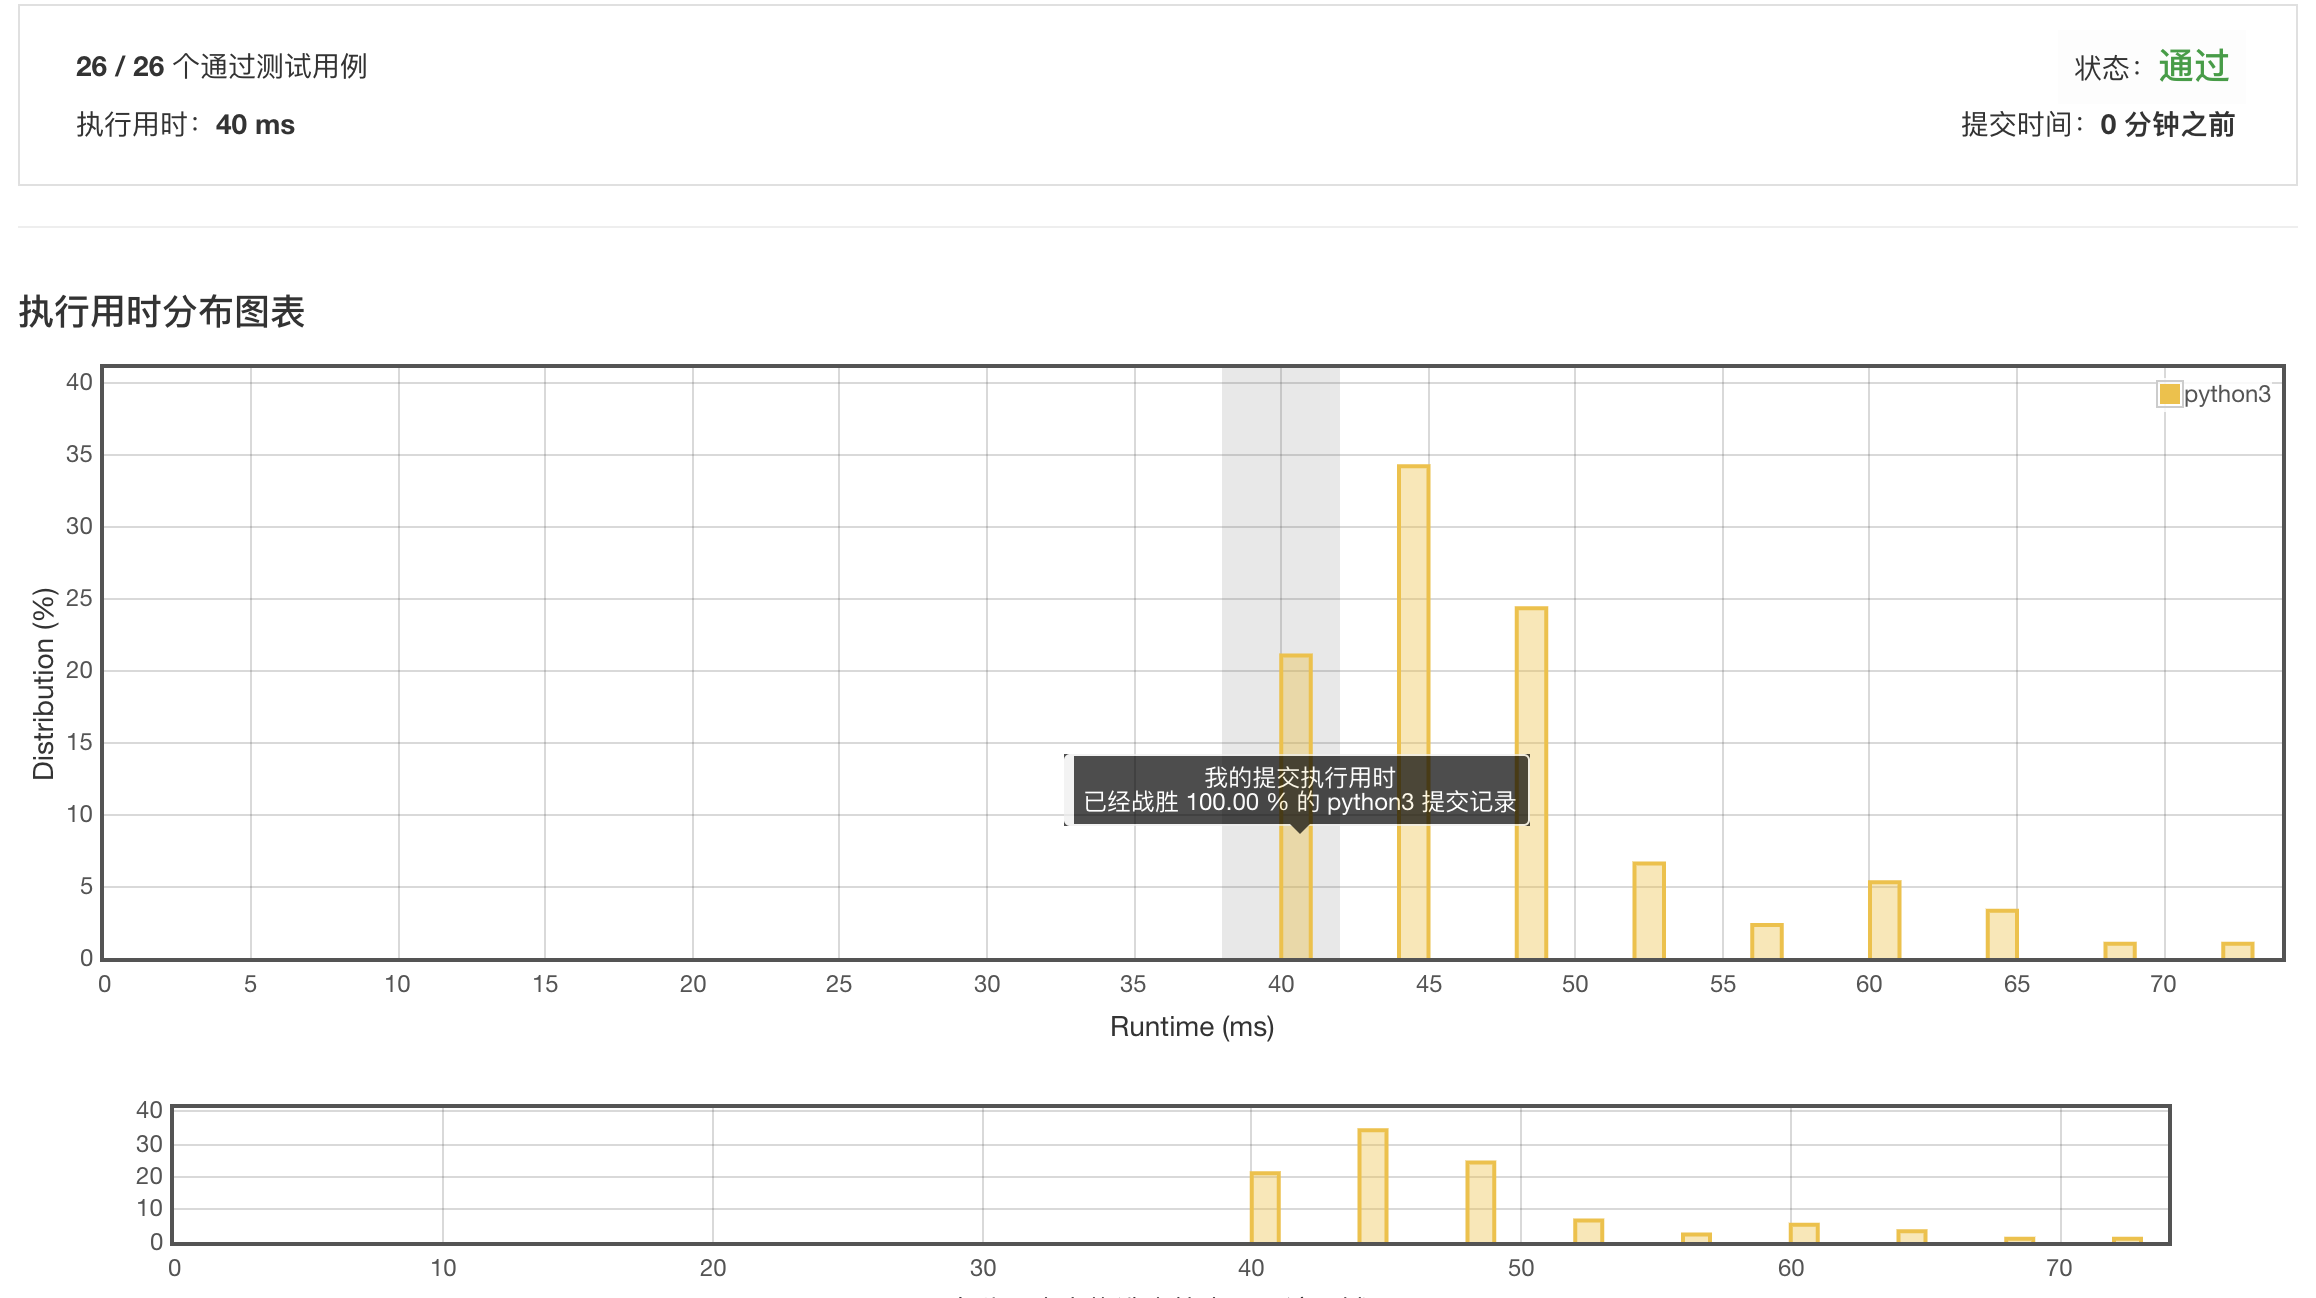 26 / 26 个通过测试用例
状态：通过
执行用时：40 ms
提交时间：0 分钟之前
执行用时分布图表
40
35
30
25
20
15
10
5
0
Distribution (%)
python3
我的提交执行用时
已经战胜 100.00 % 的 python3 提交记录
0 5 10 15 20 25 30 35 40 45 50 55 60 65 70
Runtime (ms)
40
30
20
10
0
0 10 20 30 40 50 60 70